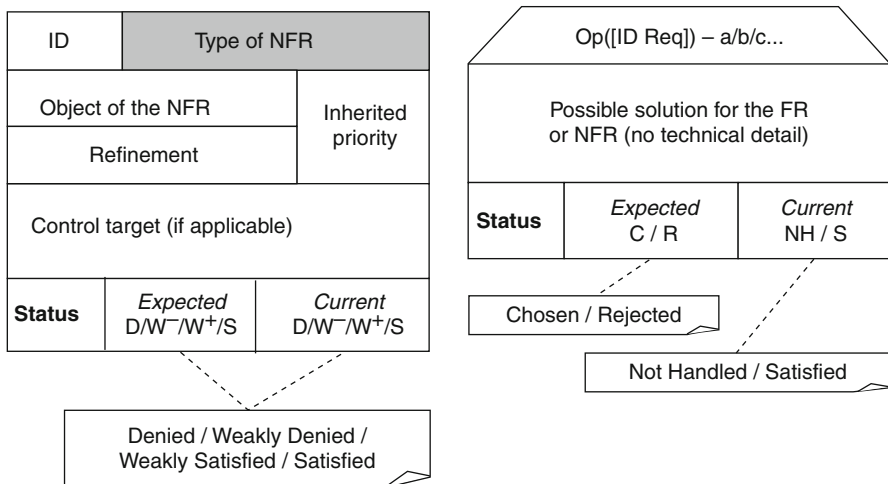 ID
Type of NFR
Object of the NFR
Inherited
priority
Refinement
Control target (if applicable)
Status
Expected
D/W⁻/W⁺/S
Current
D/W⁻/W⁺/S
Denied / Weakly Denied /
Weakly Satisfied / Satisfied
Op([ID Req]) – a/b/c...
Possible solution for the FR
or NFR (no technical detail)
Status
Expected
C / R
Current
NH / S
Chosen / Rejected
Not Handled / Satisfied